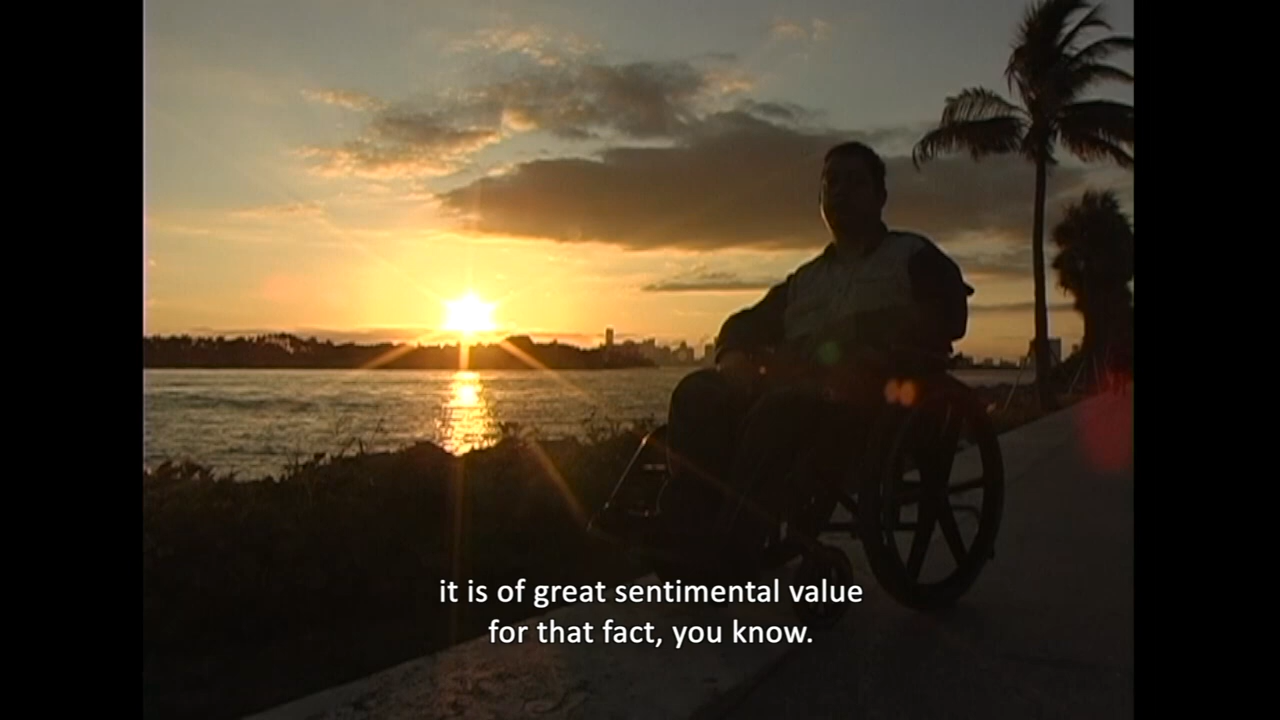 it is of great sentimental value
for that fact, you know.